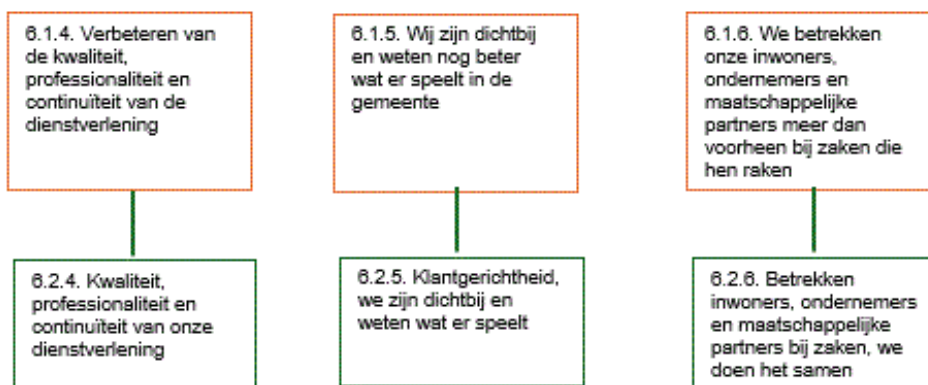 6.1.4. Verbeteren van
de kwaliteit,
professionaliteit en
continuïteit van de
dienstverlening
6.1.5. Wij zijn dichtbij
en weten nog beter
wat er speelt in de
gemeente
6.1.6. We betrekken
onze inwoners,
ondernemers en
maatschappelijke
partners meer dan
voorheen bij zaken die
hen raken
6.2.4. Kwaliteit,
professionaliteit en
continuïteit van onze
dienstverlening
6.2.5. Klantgerichtheid,
we zijn dichtbij en
weten wat er speelt
6.2.6. Betrekken
inwoners, ondernemers
en maatschappelijke
partners bij zaken, we
doen het samen